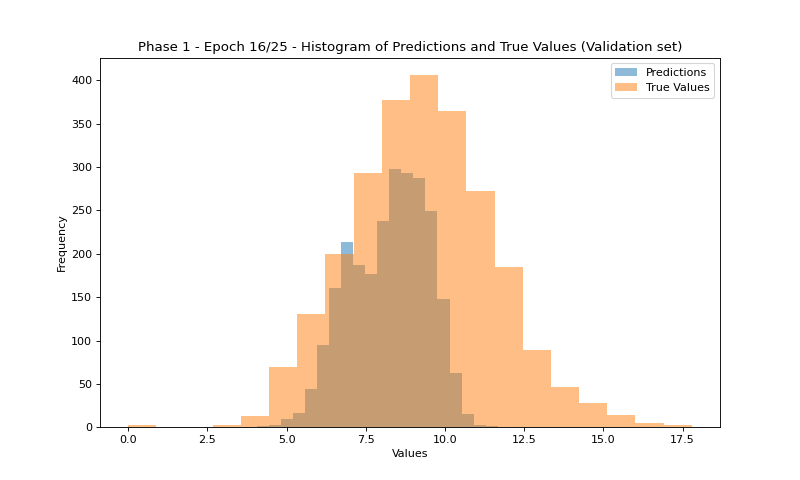 Phase 1 - Epoch 16/25 - Histogram of Predictions and True Values (Validation set)
Predictions
True Values
Frequency
400
350
300
250
200
150
100
50
0
0.0 2.5 5.0 7.5 10.0 12.5 15.0 17.5
Values